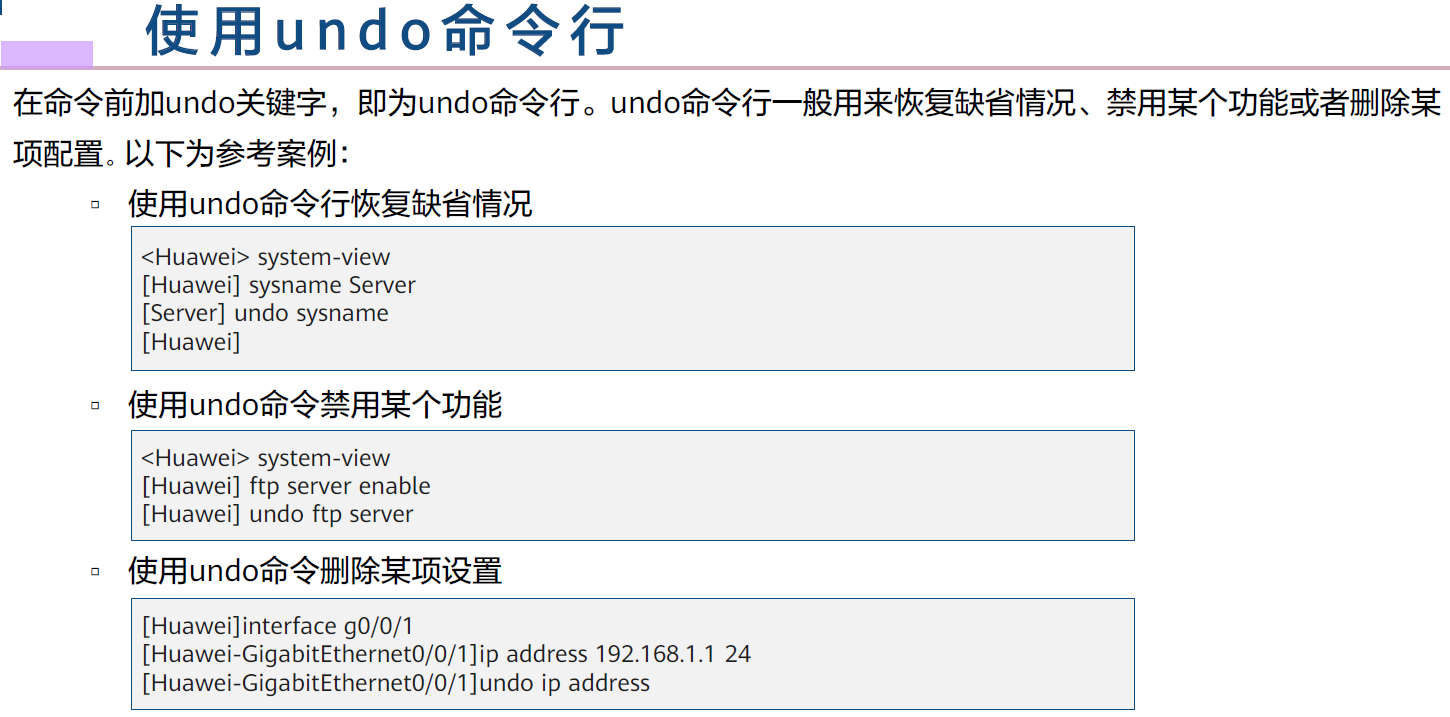 使用undo命令行
在命令前加undo关键字，即为undo命令行。undo命令行一般用来恢复缺省情况、禁用某个功能或者删除某
项配置。以下为参考案例：
使用undo命令行恢复缺省情况
<Huawei> system-view
[Huawei] sysname Server
[Server] undo sysname
[Huawei]
使用undo命令禁用某个功能
<Huawei> system-view
[Huawei] ftp server enable
[Huawei] undo ftp server
使用undo命令删除某项设置
[Huawei]interface g0/0/1
[Huawei-GigabitEthernet0/0/1]ip address 192.168.1.1 24
[Huawei-GigabitEthernet0/0/1]undo ip address